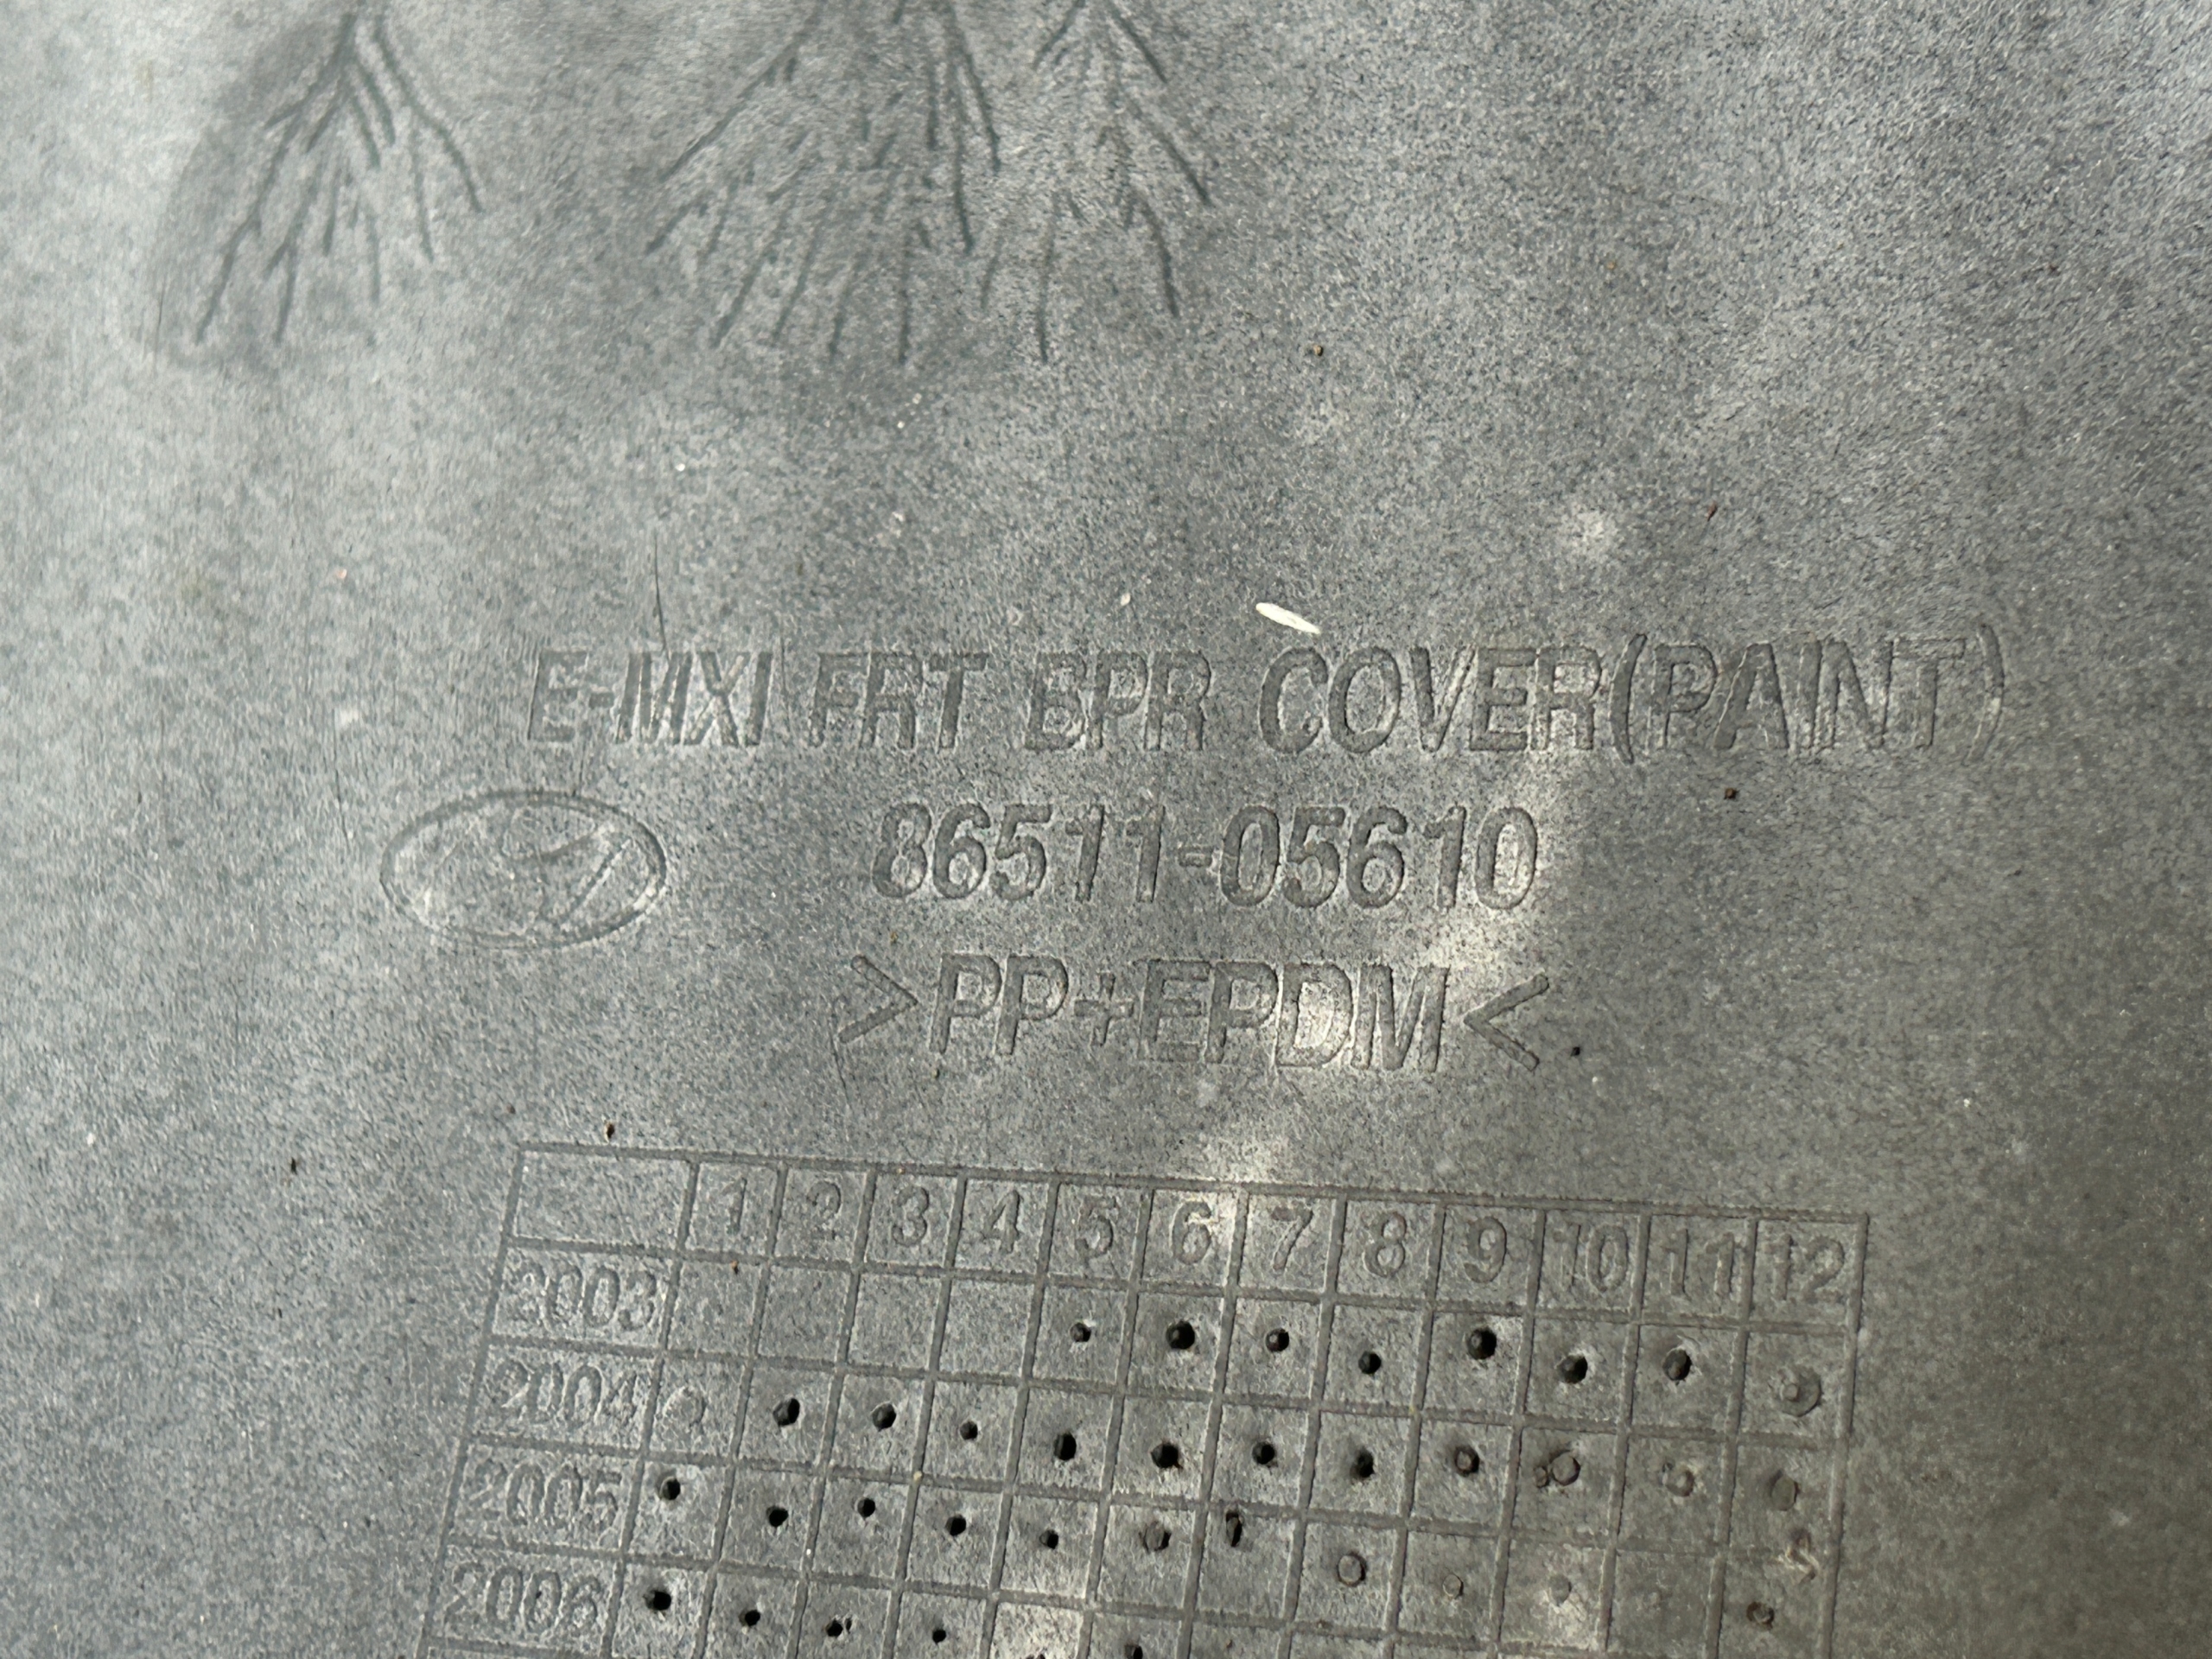 E-MXI FRT BPR COVER(PAINT)
86511-05610
>PP+EPDM<
1 2 3 4 5 6 7 8 9 10 11 12
2003
2004
2005
2006